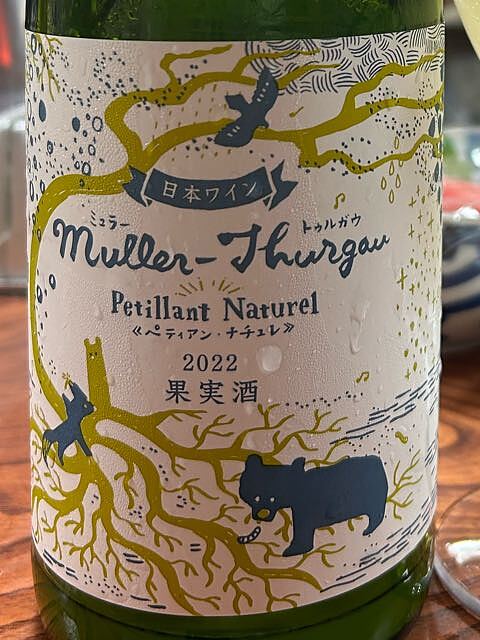 日本ワイン
ミュラー トゥルガウ
Muller-Thurgau
Petillant Naturel
≪ペティアン・ナチュレ≫
2022
果実酒